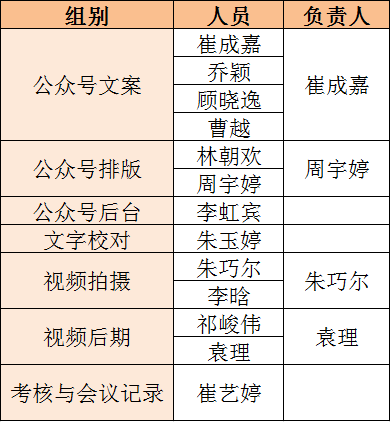 组别 人员 负责人
公众号文案 崔成嘉 崔成嘉
乔颖
顾晓逸
曹越
公众号排版 林朝欢 周宇婷
周宇婷
公众号后台 李虹宾
文字校对 朱玉婷
视频拍摄 朱巧尔 朱巧尔
李晗
视频后期 祁峻伟 袁理
袁理
考核与会议记录 崔艺婷